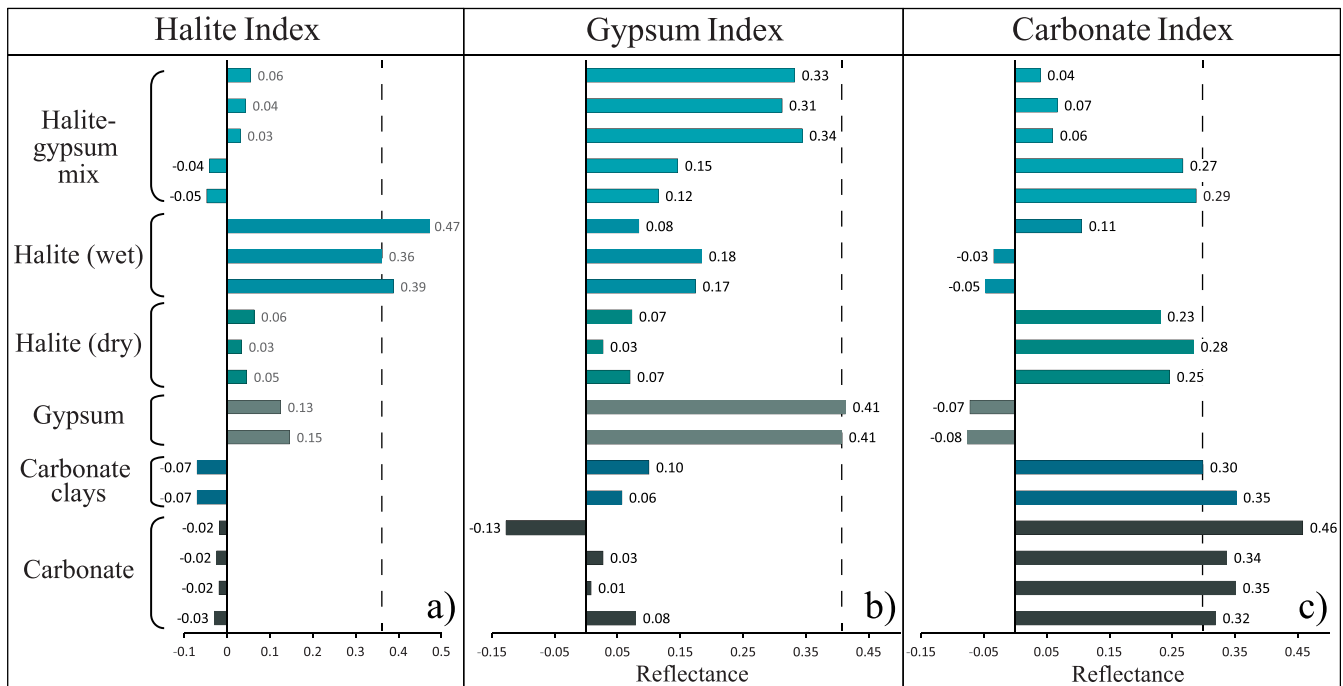 Halite Index
Gypsum Index
Carbonate Index
Halite-
gypsum
mix
Halite (wet)
Halite (dry)
Gypsum
Carbonate
clays
Carbonate
0.06
0.04
0.03
-0.04
-0.05
0.47
0.36
0.39
0.06
0.03
0.05
0.13
0.15
-0.07
-0.07
-0.02
-0.02
-0.02
-0.03
a)
-0.1 0 0.1 0.2 0.3 0.4 0.5
0.33
0.31
0.34
0.15
0.12
0.08
0.18
0.17
0.07
0.03
0.07
0.41
0.41
0.10
0.06
-0.13
0.03
0.01
0.08
b)
-0.15 -0.05 0.05 0.15 0.25 0.35 0.45
Reflectance
0.04
0.07
0.06
0.27
0.29
0.11
-0.03
-0.05
0.23
0.28
0.25
-0.07
-0.08
0.30
0.35
0.46
0.34
0.35
0.32
c)
-0.15 -0.05 0.05 0.15 0.25 0.35 0.45
Reflectance